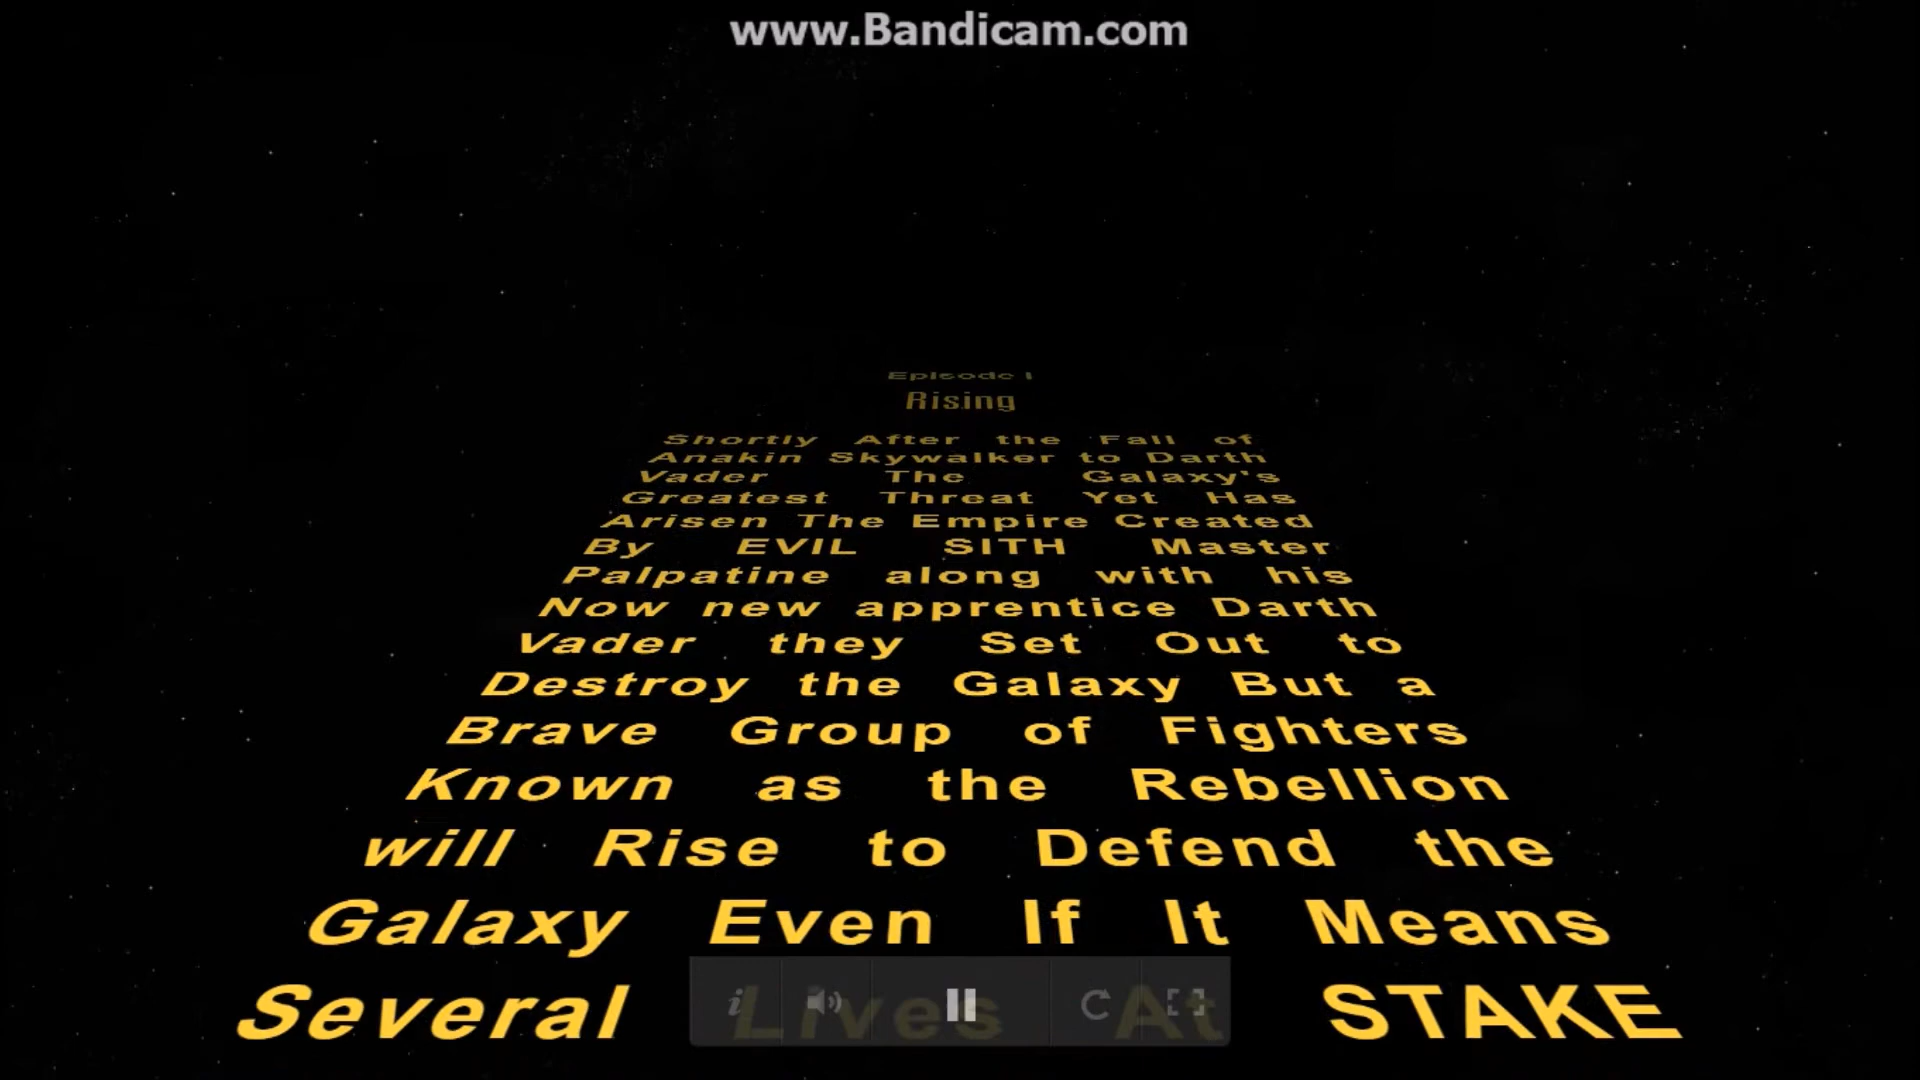 www.Bandicam.com
Episode I
Rising
Shortly After the Fall of
Anakin Skywalker to Darth
Vader The Galaxy's
Greatest Threat Yet Has
Arisen The Empire Created
By EVIL SITH Master
Palpatine along with his
Now new apprentice Darth
Vader they Set Out to
Destroy the Galaxy But a
Brave Group of Fighters
Known as the Rebellion
will Rise to Defend the
Galaxy Even If It Means
Several Lives At STAKE